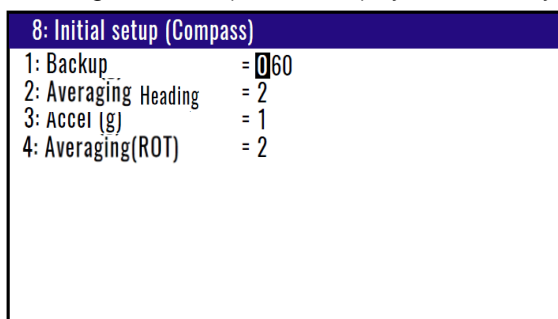 8: Initial setup (Compass)
1: Backup = 060
2: Averaging Heading = 2
3: Accel (g) = 1
4: Averaging(ROT) = 2